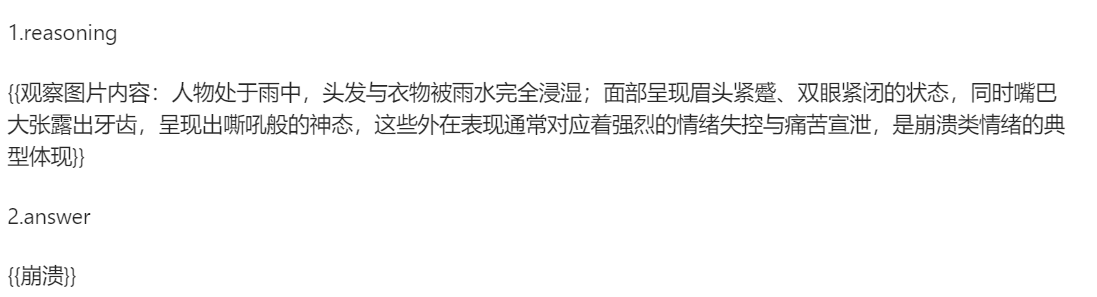 1.reasoning
{{观察图片内容：人物处于雨中，头发与衣物被雨水完全浸湿；面部呈现眉头紧蹙、双眼紧闭的状态，同时嘴巴
大张露出牙齿，呈现出嘶吼般的神态，这些外在表现通常对应着强烈的情绪失控与痛苦宣泄，是崩溃类情绪的典
型体现}}
2.answer
{{崩溃}}